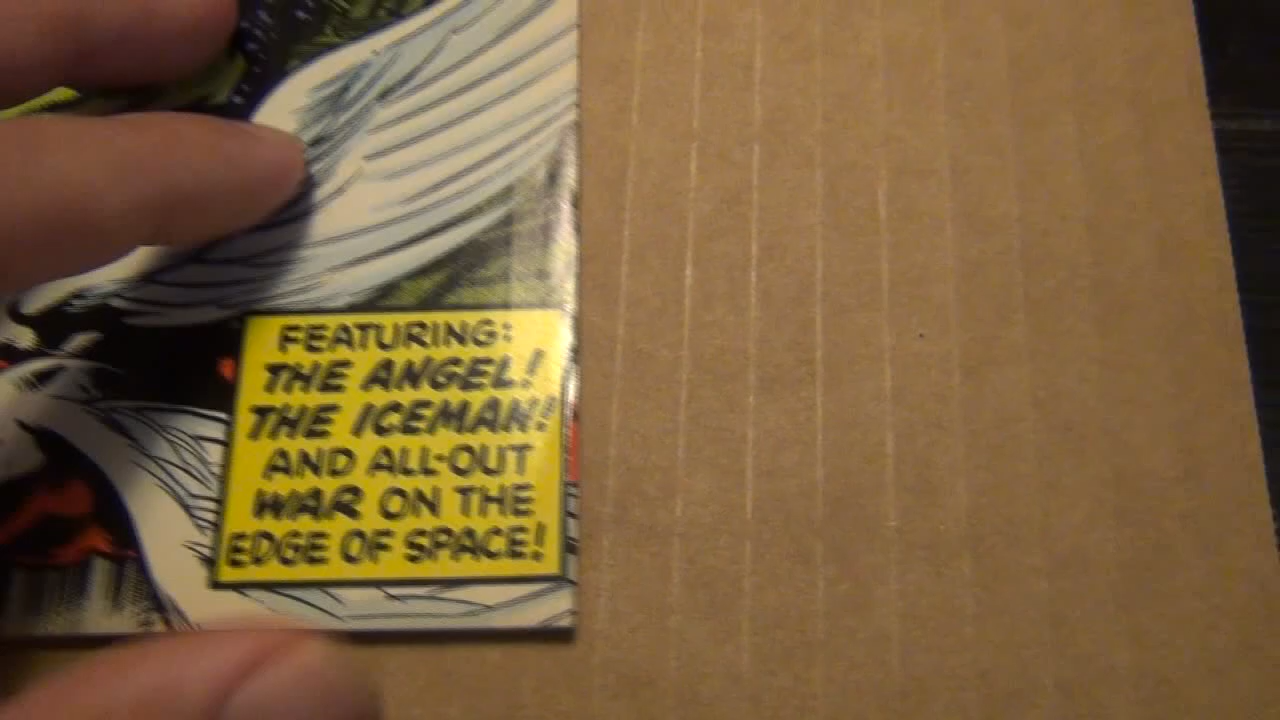 FEATURING:
THE ANGEL!
THE ICEMAN!
AND ALL-OUT
WAR ON THE
EDGE OF SPACE!